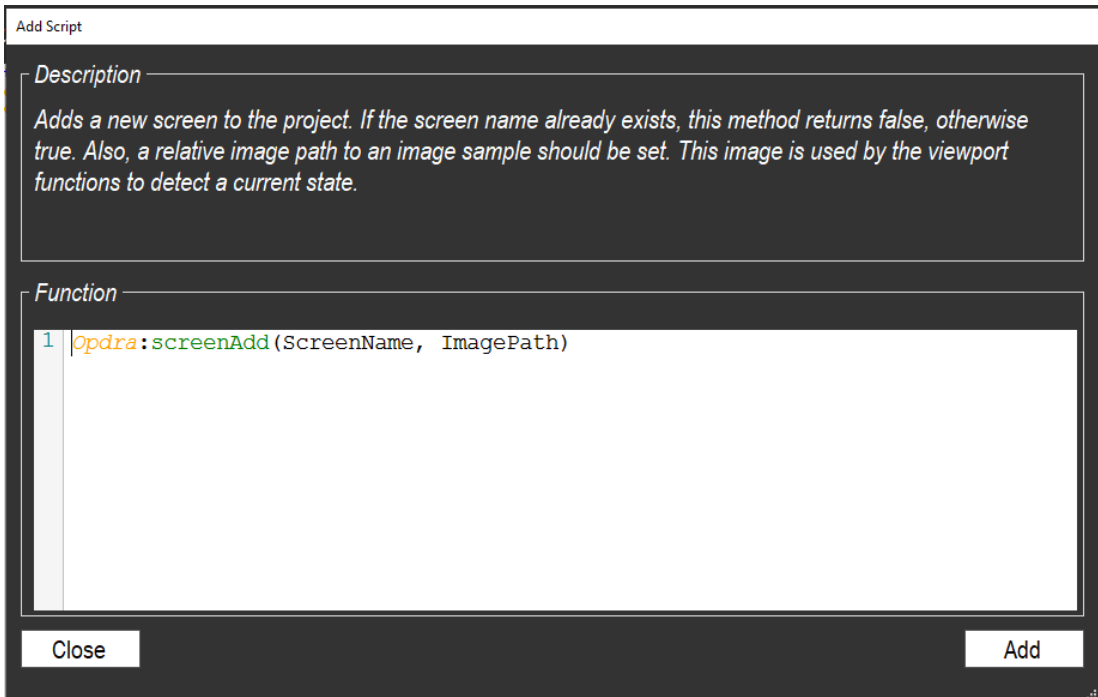 Add Script
Description
Adds a new screen to the project. If the screen name already exists, this method returns false, otherwise
true. Also, a relative image path to an image sample should be set. This image is used by the viewport
functions to detect a current state.
Function
1 Opdra:screenAdd(ScreenName, ImagePath)
Close
Add